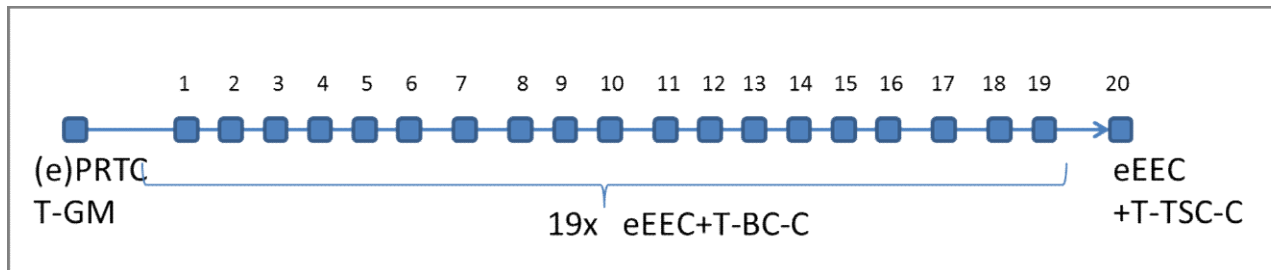 1 2 3 4 5 6 7 8 9 10 11 12 13 14 15 16 17 18 19 20
(e)PRTC
T-GM
19x eEEC+T-BC-C
eEEC
+T-TSC-C